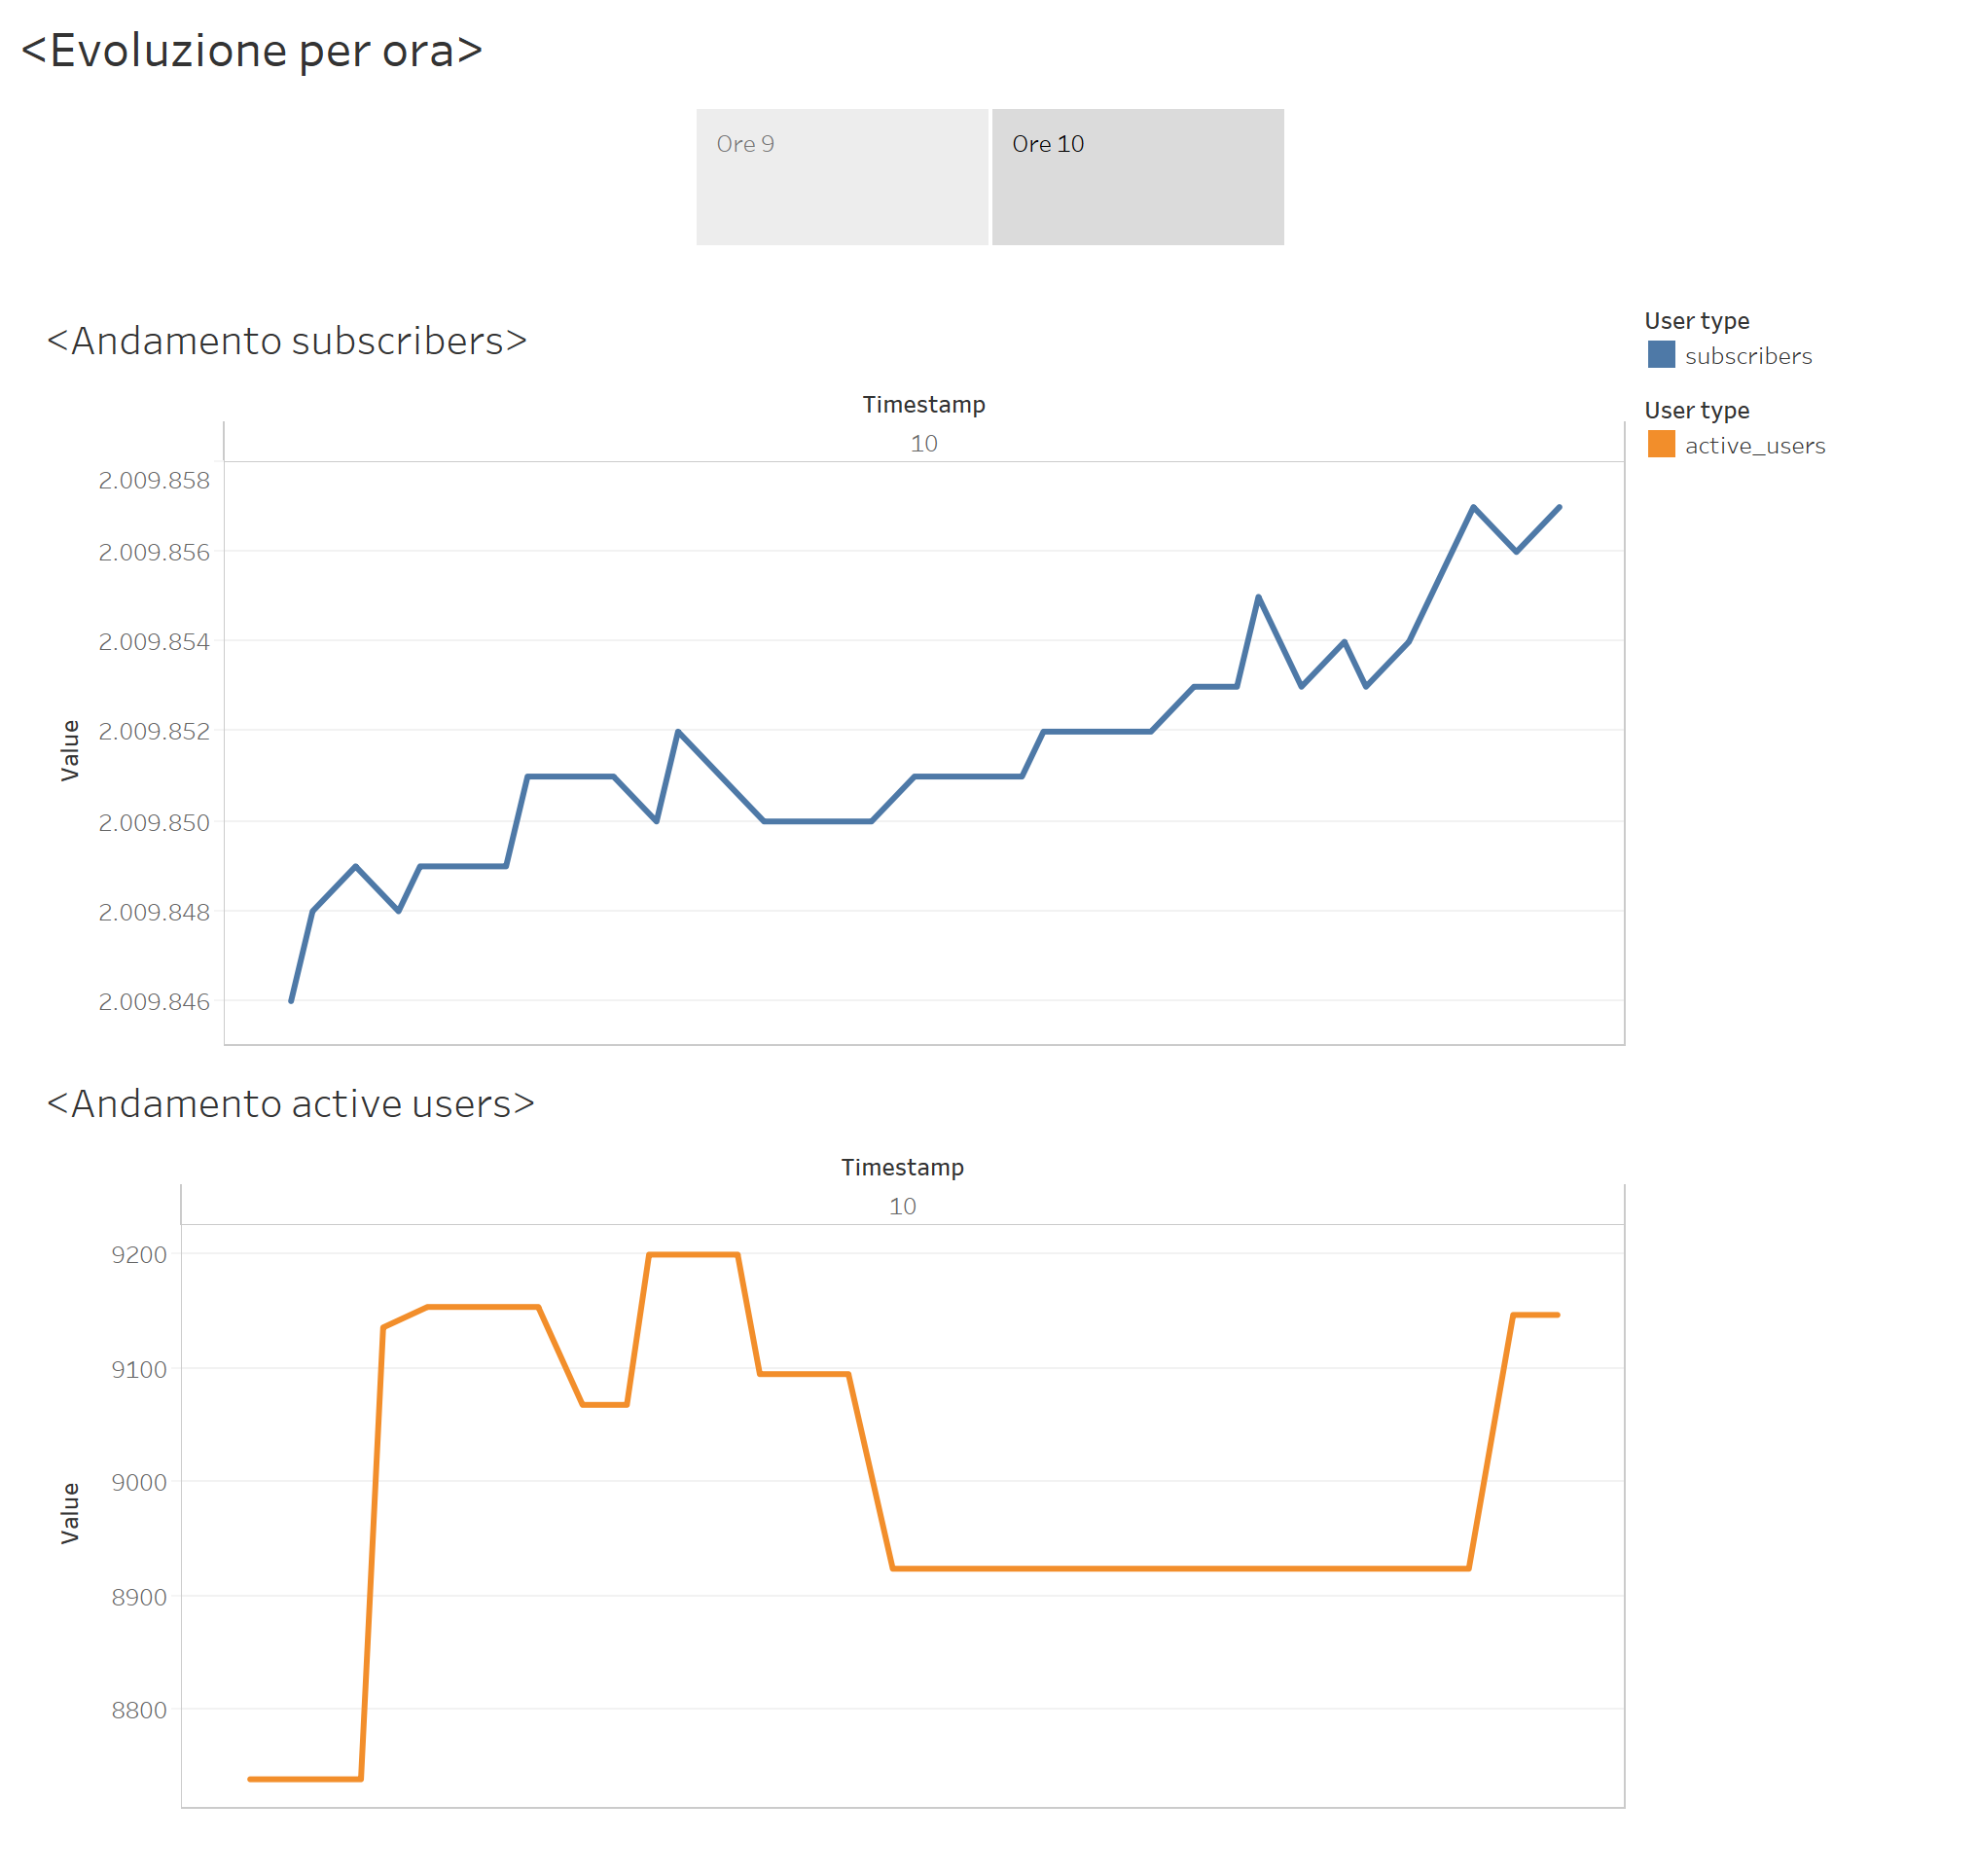 <Evoluzione per ora>
Ore 9
Ore 10
<Andamento subscribers>
User type
subscribers
User type
active_users
Timestamp
10
2.009.858
2.009.856
2.009.854
2.009.852
2.009.850
2.009.848
2.009.846
Value
<Andamento active users>
Timestamp
10
9200
9100
9000
8900
8800
Value